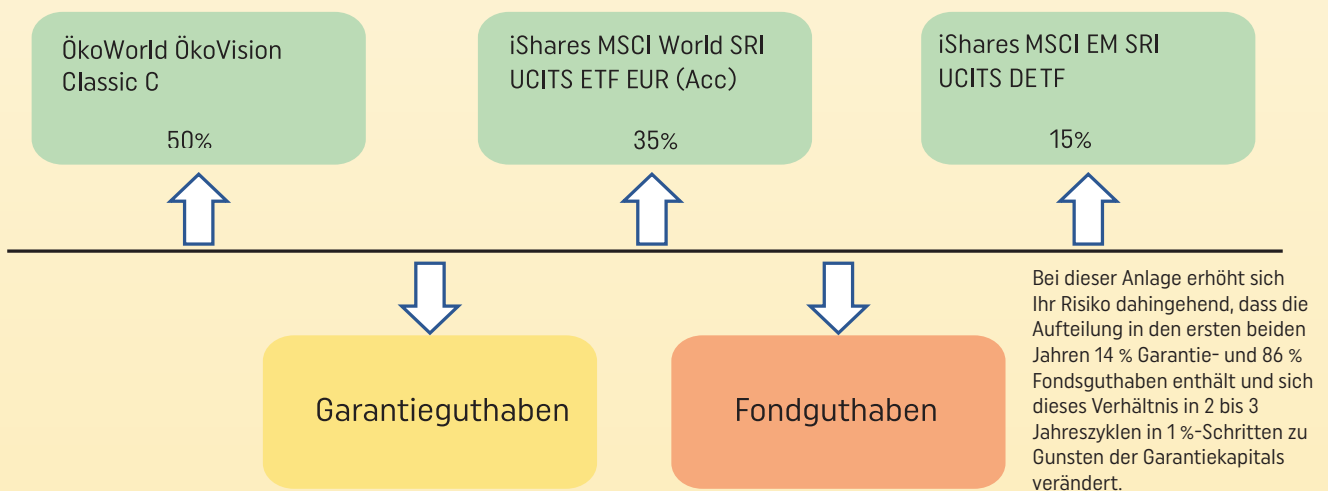 ÖkoWorld ÖkoVision
Classic C
50%
iShares MSCI World SRI
UCITS ETF EUR (Acc)
35%
iShares MSCI EM SRI
UCITS DETF
15%
Garantieguthaben
Fondguthaben
Bei dieser Anlage erhöht sich
Ihr Risiko dahingehend, dass die
Aufteilung in den ersten beiden
Jahren 14 % Garantie- und 86 %
Fondsguthaben enthält und sich
dieses Verhältnis in 2 bis 3
Jahreszyklen in 1 %-Schritten zu
Gunsten der Garantiekapitals
verändert.